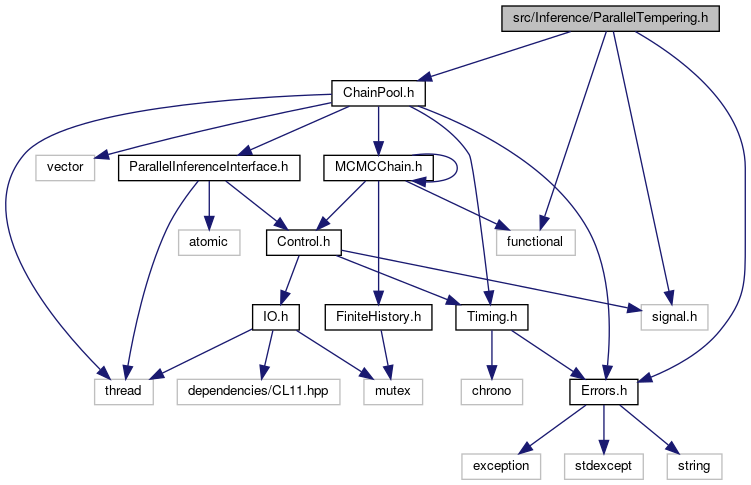 src/Inference/ParallelTempering.h
ChainPool.h
vector
ParallelInferenceInterface.h
MCMCChain.h
atomic
Control.h
functional
IO.h
FiniteHistory.h
Timing.h
signal.h
thread
dependencies/CL11.hpp
mutex
chrono
Errors.h
exception
stdexcept
string